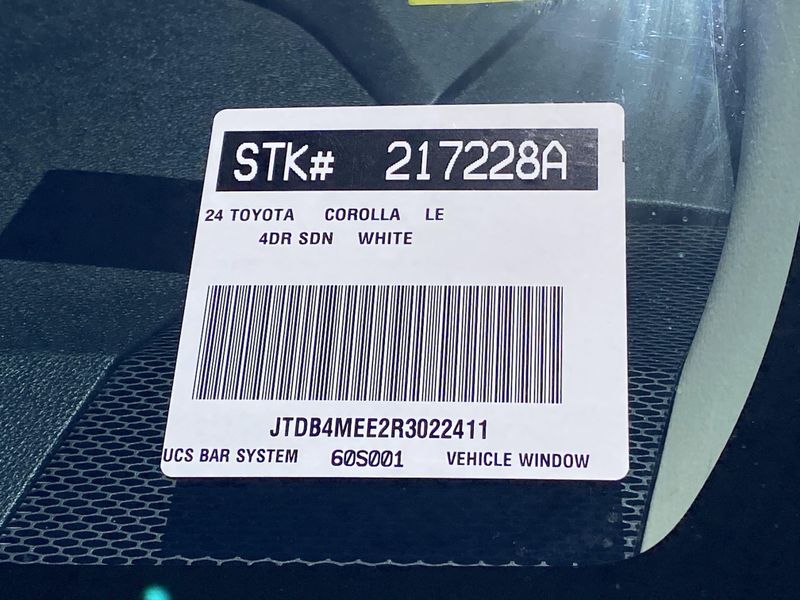 STK# 217228A
24 TOYOTA COROLLA LE
4DR SDN WHITE
JTDB4MEE2R3022411
UCS BAR SYSTEM 60S001 VEHICLE WINDOW